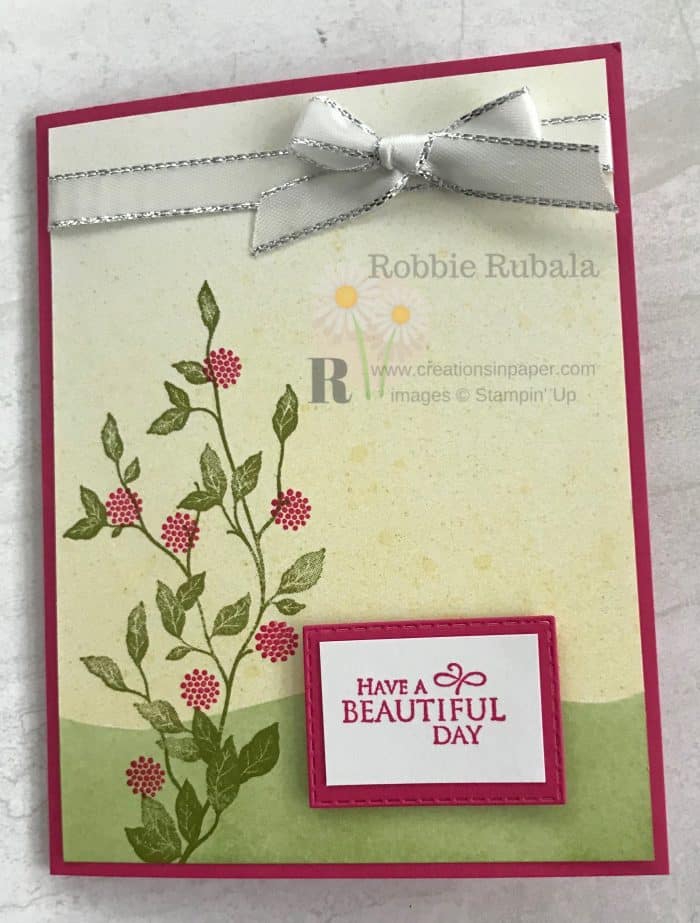 Robbie Rubala
R
www.creationsinpaper.com
images © Stampin' Up
HAVE A
BEAUTIFUL
DAY